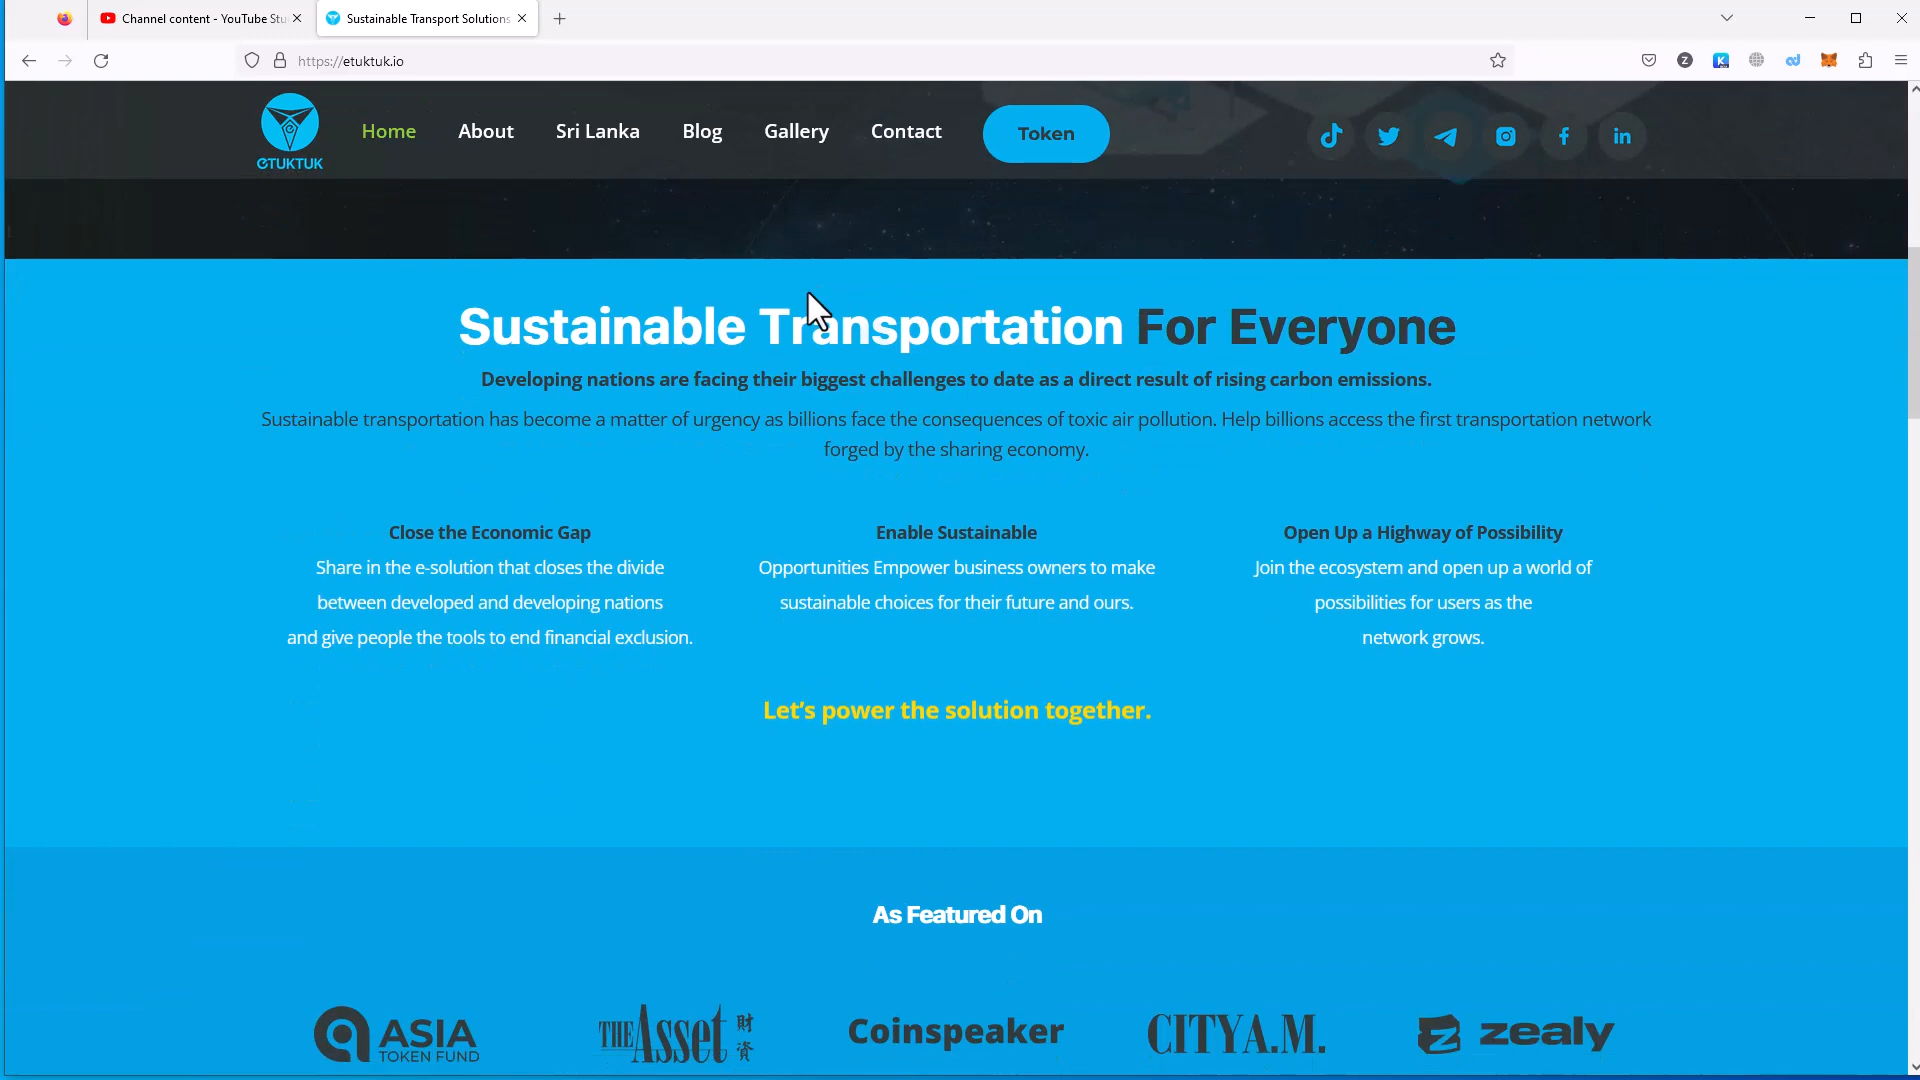 Channel content - YouTube Stu
Sustainable Transport Solutions
https://etuktuk.io
eTUKTUK
Home
About
Sri Lanka
Blog
Gallery
Contact
Token
Sustainable Transportation For Everyone
Developing nations are facing their biggest challenges to date as a direct result of rising carbon emissions.
Sustainable transportation has become a matter of urgency as billions face the consequences of toxic air pollution. Help billions access the first transportation network
forged by the sharing economy.
Close the Economic Gap
Share in the e-solution that closes the divide
between developed and developing nations
and give people the tools to end financial exclusion.
Enable Sustainable
Opportunities Empower business owners to make
sustainable choices for their future and ours.
Open Up a Highway of Possibility
Join the ecosystem and open up a world of
possibilities for users as the
network grows.
Let’s power the solution together.
As Featured On
ASIA
TOKEN FUND
THE Asset 財資
Coinspeaker
CITY A.M.
zealy